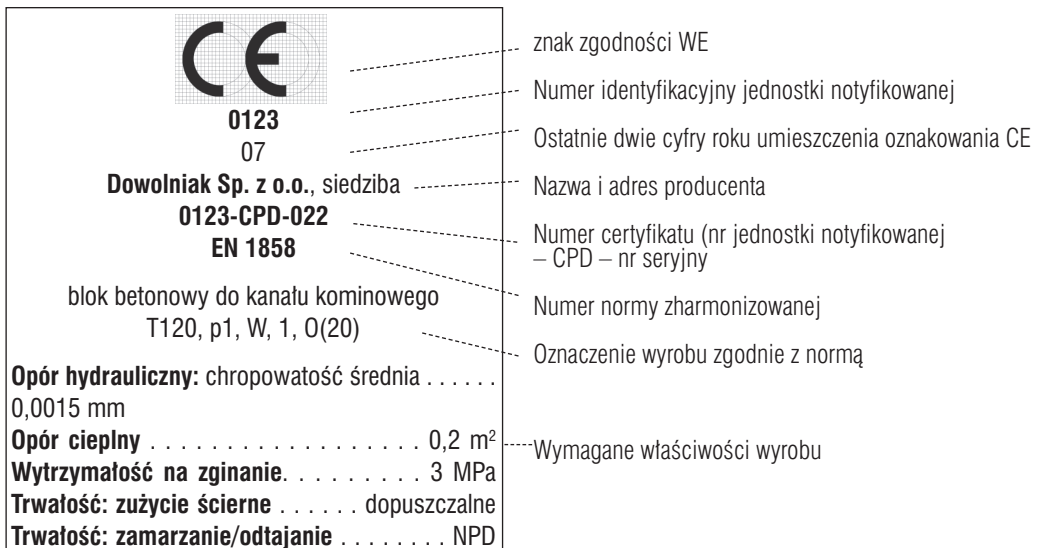 CE
0123
07
Dowolniak Sp. z o.o., siedziba
0123-CPD-022
EN 1858
blok betonowy do kanału kominowego
T120, p1, W, 1, O(20)
Opór hydrauliczny: chropowatość średnia . . . . . .
0,0015 mm
Opór cieplny . . . . . . . . . . . . . . . . . . 0,2 m²
Wytrzymałość na zginanie. . . . . . . . . 3 MPa
Trwałość: zużycie ścierne . . . . . . dopuszczalne
Trwałość: zamarzanie/odtajanie . . . . . . . . NPD
znak zgodności WE
Numer identyfikacyjny jednostki notyfikowanej
Ostatnie dwie cyfry roku umieszczenia oznakowania CE
Nazwa i adres producenta
Numer certyfikatu (nr jednostki notyfikowanej
– CPD – nr seryjny
Numer normy zharmonizowanej
Oznaczenie wyrobu zgodnie z normą
Wymagane właściwości wyrobu